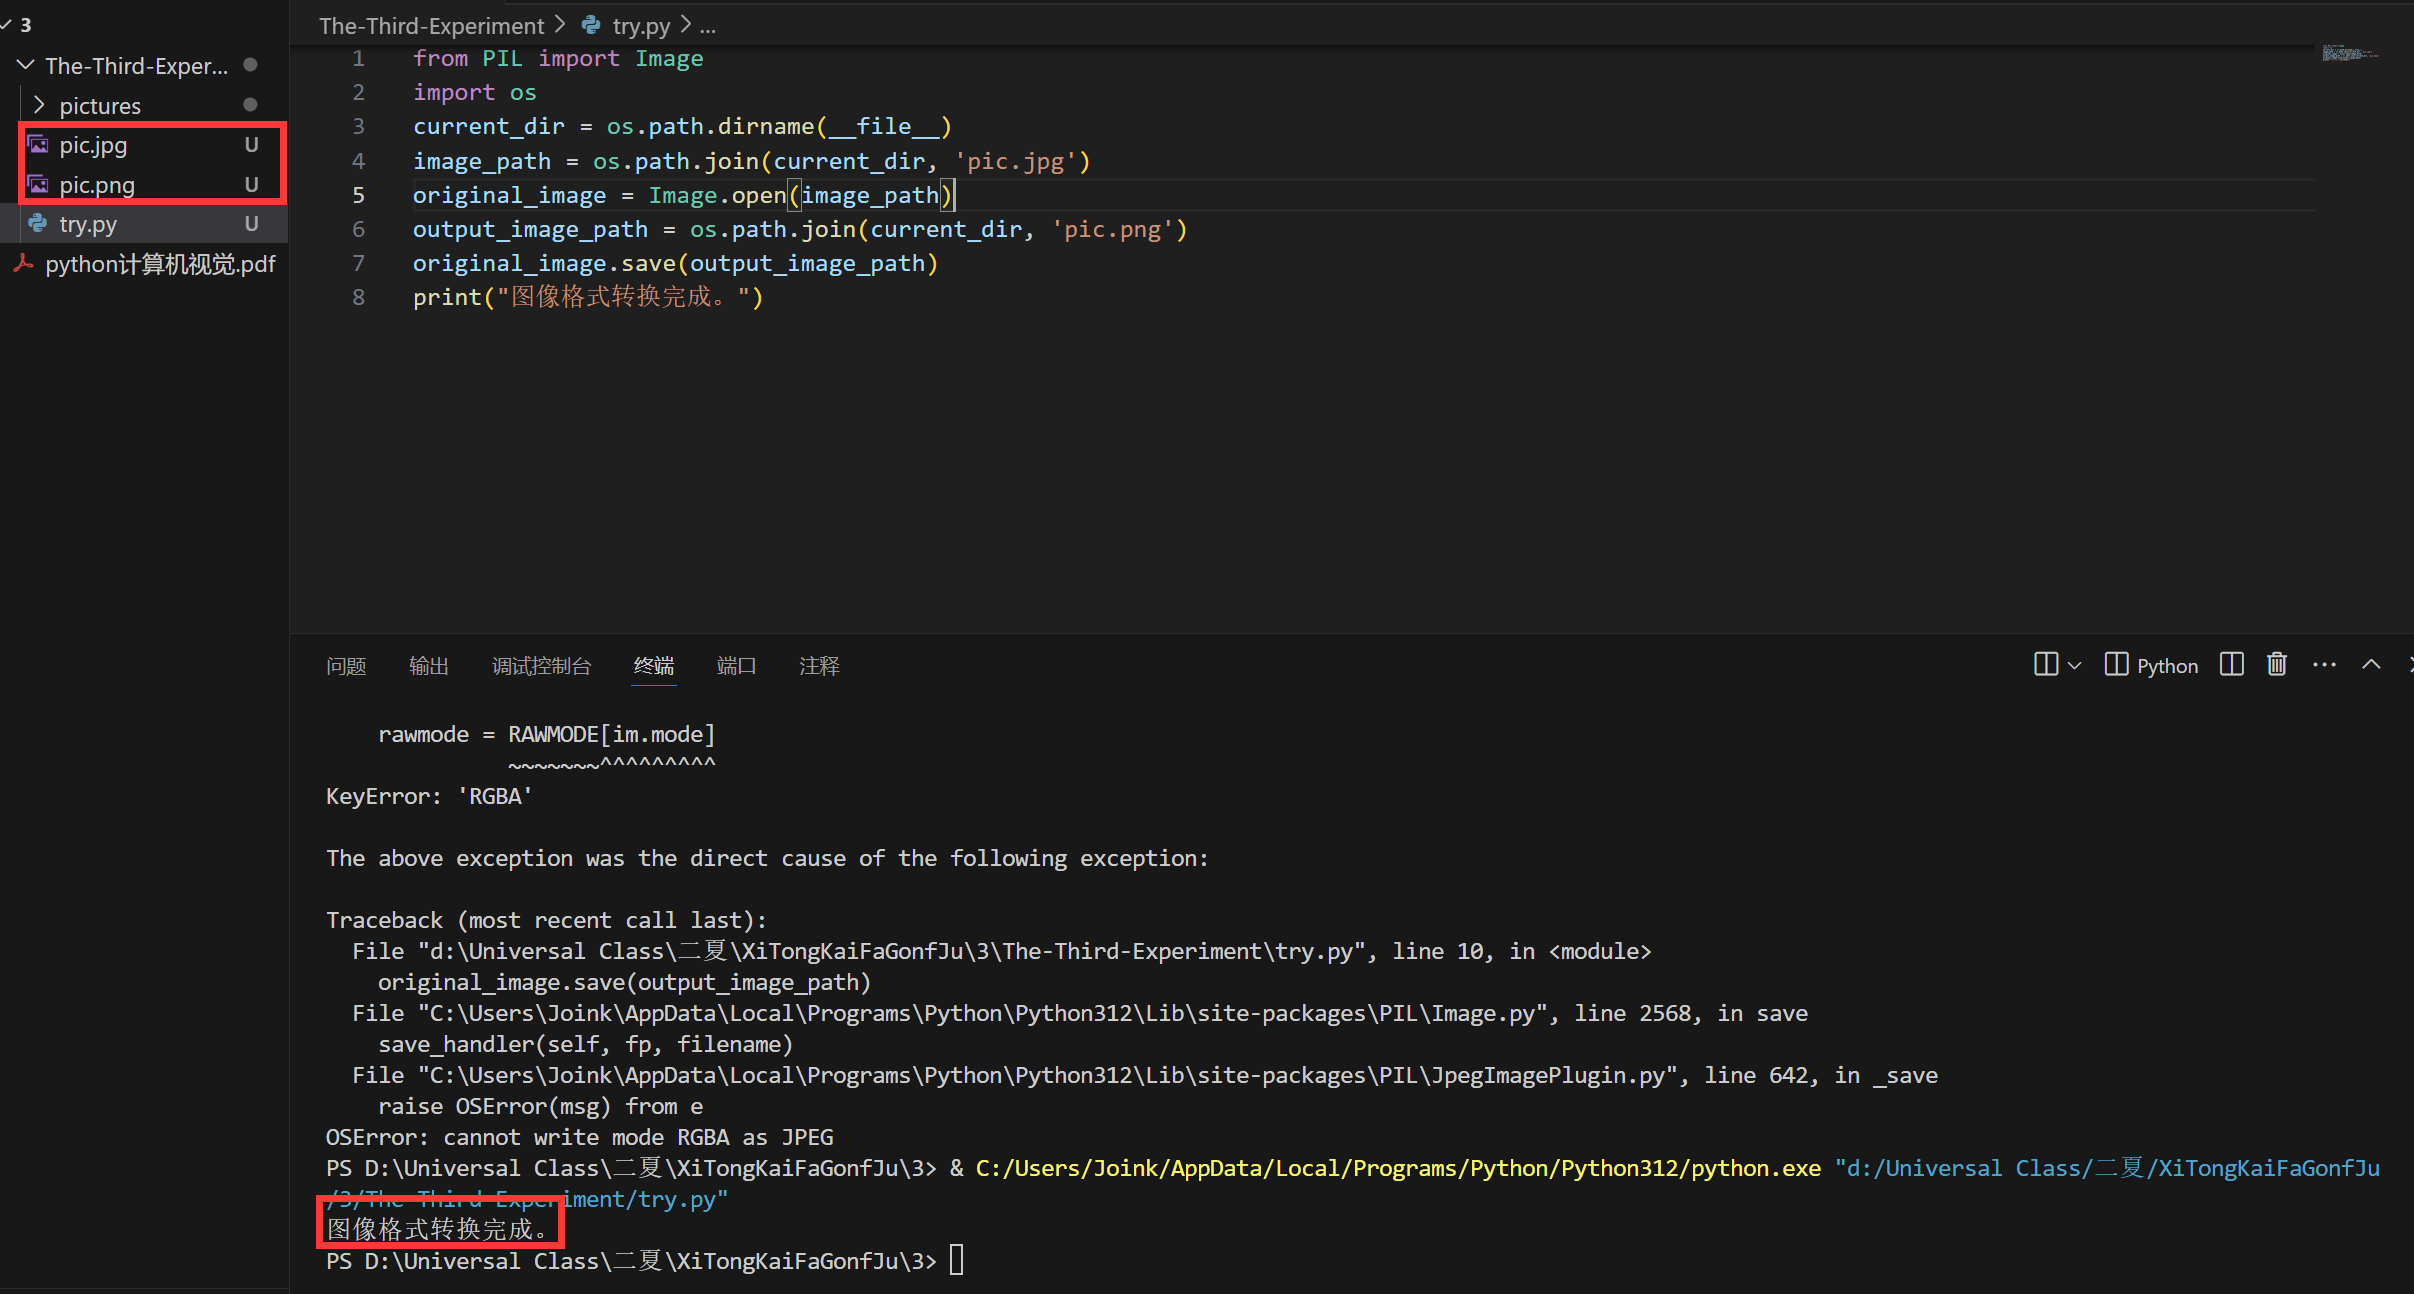 3
The-Third-Exper...
pictures
pic.jpg U
pic.png U
try.py U
python计算机视觉.pdf
The-Third-Experiment > try.py > ...
1 from PIL import Image
2 import os
3 current_dir = os.path.dirname(__file__)
4 image_path = os.path.join(current_dir, 'pic.jpg')
5 original_image = Image.open(image_path)
6 output_image_path = os.path.join(current_dir, 'pic.png')
7 original_image.save(output_image_path)
8 print("图像格式转换完成。")
问题 输出 调试控制台 终端 端口 注释
Python
rawmode = RAWMODE[im.mode]
~~~~~~~^^^^^^^^^
KeyError: 'RGBA'
The above exception was the direct cause of the following exception:
Traceback (most recent call last):
File "d:\Universal Class\二夏\XiTongKaiFaGonfJu\3\The-Third-Experiment\try.py", line 10, in <module>
original_image.save(output_image_path)
File "C:\Users\Joink\AppData\Local\Programs\Python\Python312\Lib\site-packages\PIL\Image.py", line 2568, in save
save_handler(self, fp, filename)
File "C:\Users\Joink\AppData\Local\Programs\Python\Python312\Lib\site-packages\PIL\JpegImagePlugin.py", line 642, in _save
raise OSError(msg) from e
OSError: cannot write mode RGBA as JPEG
PS D:\Universal Class\二夏\XiTongKaiFaGonfJu\3> & C:/Users/Joink/AppData/Local/Programs/Python/Python312/python.exe "d:/Universal Class/二夏/XiTongKaiFaGonfJu
/3/The-Third-Experiment/try.py"
图像格式转换完成。
PS D:\Universal Class\二夏\XiTongKaiFaGonfJu\3>